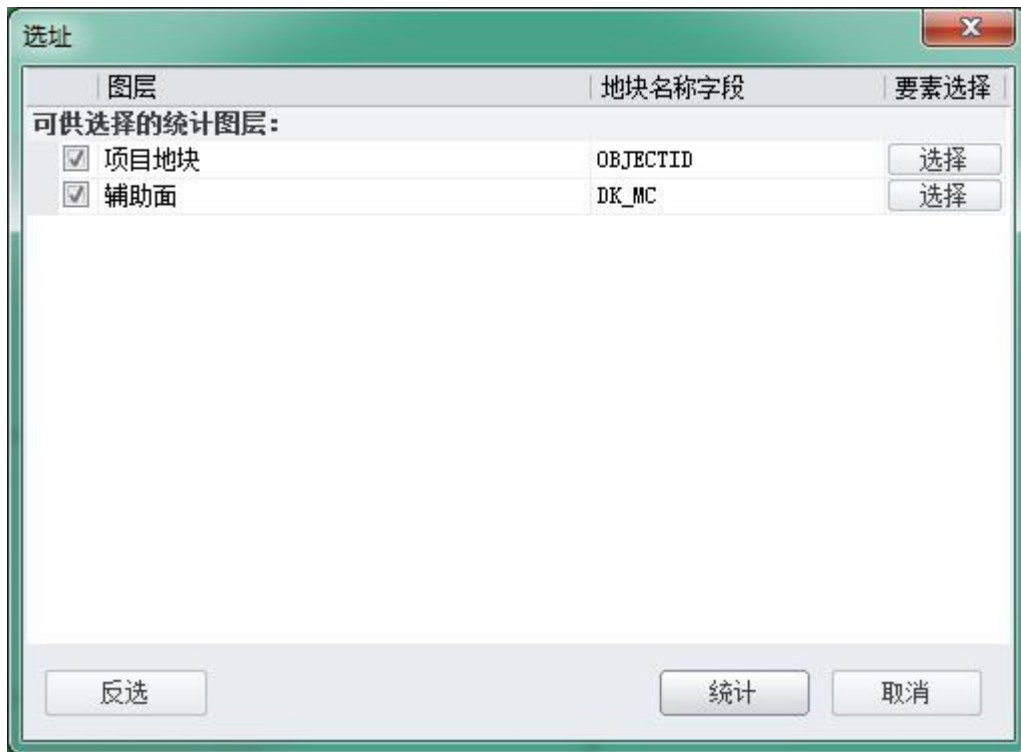 选址
图层 地块名称字段 要素选择
可供选择的统计图层：
项目地块 OBJECTID 选择
辅助面 DK_MC 选择
反选 统计 取消